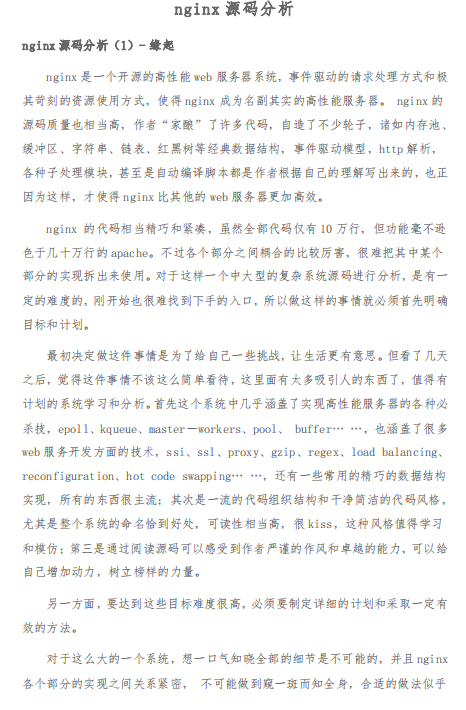 nginx 源码分析
nginx 源码分析（1）- 缘起
nginx 是一个开源的高性能 web 服务器系统，事件驱动的请求处理方式和极
其苛刻的资源使用方式，使得 nginx 成为名副其实的高性能服务器。 nginx 的
源码质量也相当高，作者“家酿”了许多代码，自造了不少轮子，诸如内存池、
缓冲区、字符串、链表、红黑树等经典数据结构，事件驱动模型，http 解析，
各种子处理模块，甚至是自动编译脚本都是作者根据自己的理解写出来的，也正
因为这样，才使得 nginx 比其他的 web 服务器更加高效。
nginx 的代码相当精巧和紧凑，虽然全部代码仅有 10 万行，但功能毫不逊
色于几十万行的 apache。不过各个部分之间耦合的比较厉害，很难把其中某个
部分的实现拆出来使用。对于这样一个中大型的复杂系统源码进行分析，是有一
定的难度的，刚开始也很难找到下手的入口，所以做这样的事情就必须首先明确
目标和计划。
最初决定做这件事情是为了给自己一些挑战，让生活更有意思。但看了几天
之后，觉得这件事情不该这么简单看待，这里面有太多吸引人的东西了，值得有
计划的系统学习和分析。首先这个系统中几乎涵盖了实现高性能服务器的各种必
杀技，epoll、kqueue、master－workers、pool、 buffer… …，也涵盖了很多
web 服务开发方面的技术，ssi、ssl、proxy、gzip、regex、load balancing、
reconfiguration、hot code swapping… …，还有一些常用的精巧的数据结构
实现，所有的东西很主流；其次是一流的代码组织结构和干净简洁的代码风格，
尤其是整个系统的命名恰到好处，可读性相当高，很 kiss，这种风格值得学习
和模仿；第三是通过阅读源码可以感受到作者严谨的作风和卓越的能力，可以给
自己增加动力，树立榜样的力量。
另一方面，要达到这些目标难度很高，必须要制定详细的计划和采取一定有
效的方法。
对于这么大的一个系统，想一口气知晓全部的细节是不可能的，并且 nginx
各个部分的实现之间关系紧密， 不可能做到窥一斑而知全身，合适的做法似乎